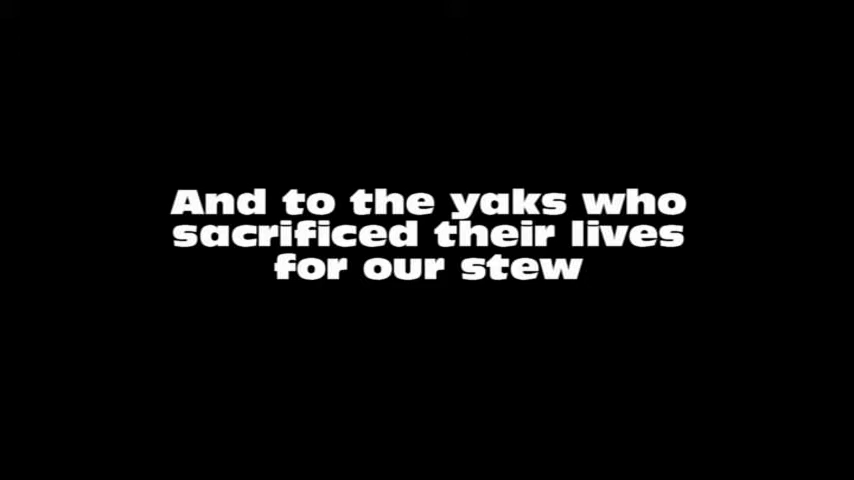 And to the yaks who
sacrificed their lives
for our stew